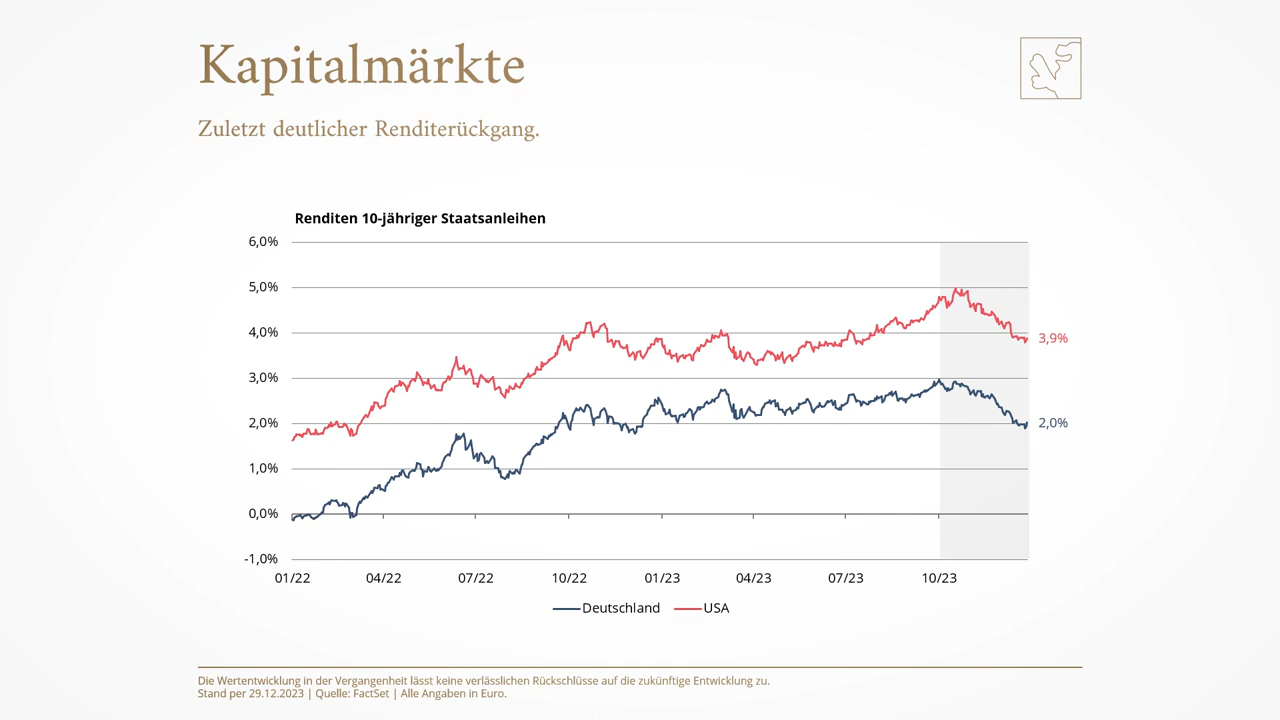 Kapitalmärkte
Zuletzt deutlicher Renditerückgang.
Renditen 10-jähriger Staatsanleihen
6,0%
5,0%
4,0%
3,9%
3,0%
2,0%
2,0%
1,0%
0,0%
-1,0%
01/22 04/22 07/22 10/22 01/23 04/23 07/23 10/23
Deutschland USA
Die Wertentwicklung in der Vergangenheit lässt keine verlässlichen Rückschlüsse auf die zukünftige Entwicklung zu.
Stand per 29.12.2023 | Quelle: FactSet | Alle Angaben in Euro.